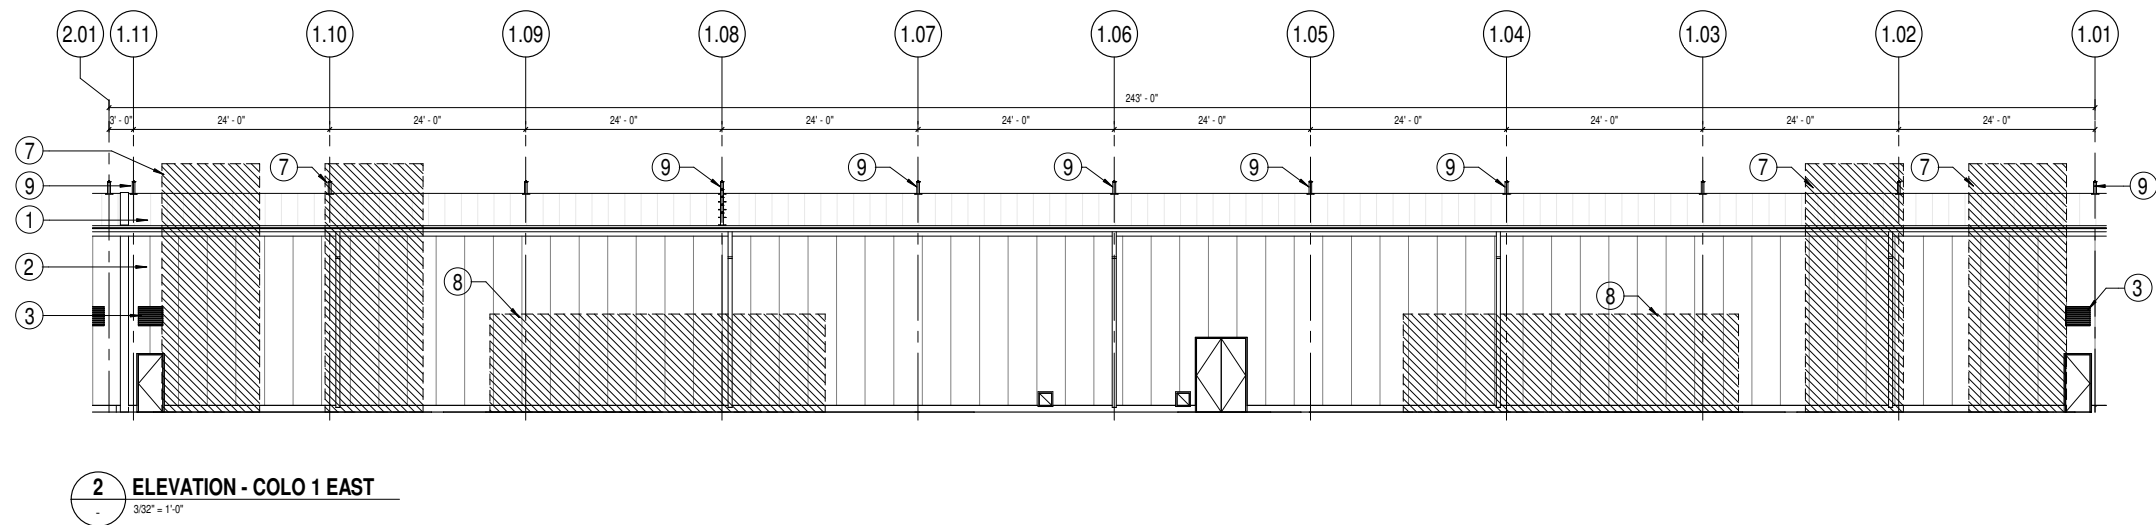 2.01 1.11 1.10 1.09 1.08 1.07 1.06 1.05 1.04 1.03 1.02 1.01
243' - 0"
3' - 0" 24' - 0" 24' - 0" 24' - 0" 24' - 0" 24' - 0" 24' - 0" 24' - 0" 24' - 0" 24' - 0" 24' - 0"
7 7 9 9 9 9 9 7 7
9 9
1
2
8 8 3
3
2 ELEVATION - COLO 1 EAST
- 3/32" = 1'-0"